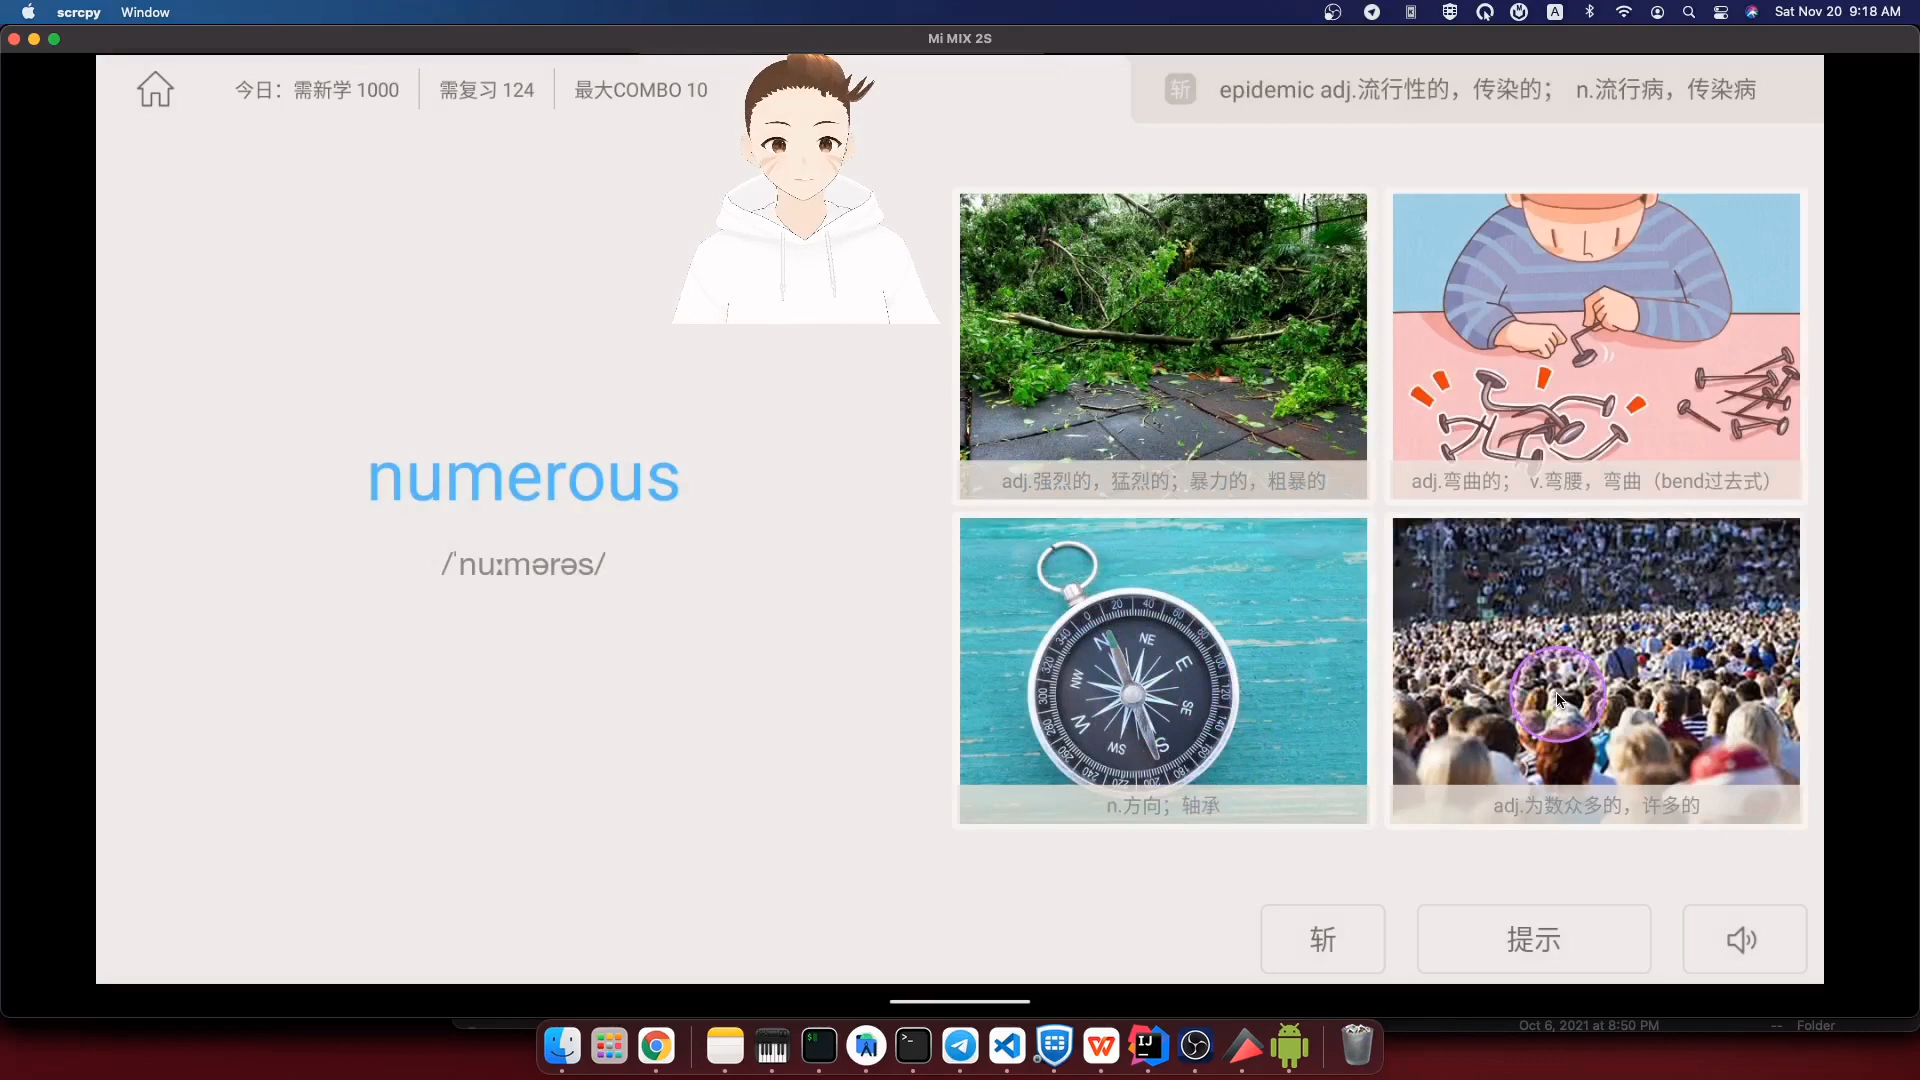 scrcpy Window
A
Sat Nov 20 9:18 AM
Mi MIX 2S
今日：需新学 1000
需复习 124
最大COMBO 10
斩 epidemic adj.流行性的，传染的； n.流行病，传染病
numerous
/ˈnuːmərəs/
adj.强烈的，猛烈的；暴力的，粗暴的
adj.弯曲的； v.弯腰，弯曲（bend过去式）
n.方向；轴承
adj.为数众多的，许多的
斩
提示
Oct 6, 2021 at 8:50 PM -- Folder